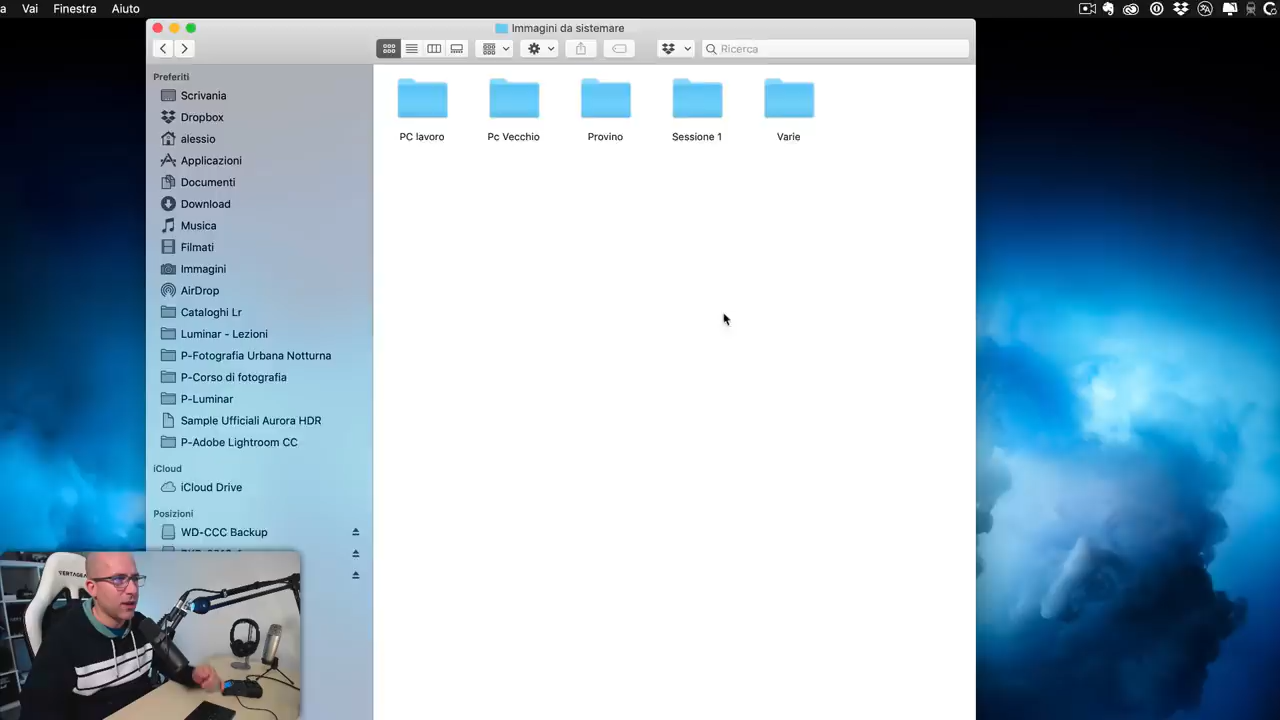 Vai Finestra Aiuto
Immagini da sistemare
Ricerca
Preferiti
Scrivania
Dropbox
alessio
Applicazioni
Documenti
Download
Musica
Filmati
Immagini
AirDrop
Cataloghi Lr
Luminar - Lezioni
P-Fotografia Urbana Notturna
P-Corso di fotografia
P-Luminar
Sample Ufficiali Aurora HDR
P-Adobe Lightroom CC
iCloud
iCloud Drive
Posizioni
WD-CCC Backup
PC lavoro
Pc Vecchio
Provino
Sessione 1
Varie